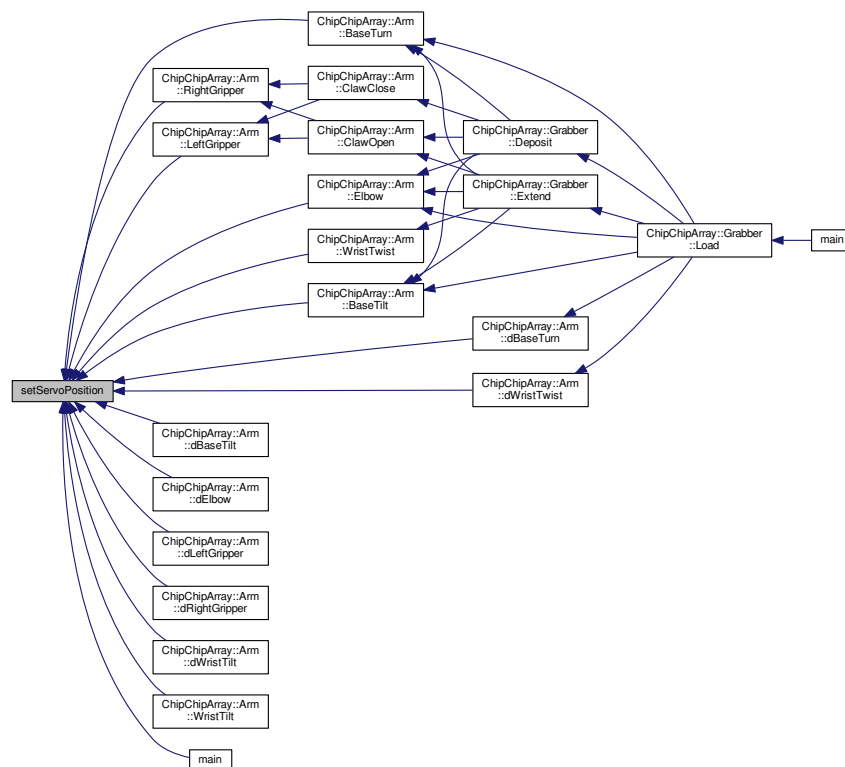 ChipChipArray::Arm
::BaseTurn
ChipChipArray::Arm
::RightGripper
ChipChipArray::Arm
::ClawClose
ChipChipArray::Arm
::LeftGripper
ChipChipArray::Arm
::ClawOpen
ChipChipArray::Grabber
::Deposit
ChipChipArray::Arm
::Elbow
ChipChipArray::Grabber
::Extend
ChipChipArray::Arm
::WristTwist
ChipChipArray::Grabber
::Load
main
ChipChipArray::Arm
::BaseTilt
ChipChipArray::Arm
::dBaseTurn
setServoPosition
ChipChipArray::Arm
::dWristTwist
ChipChipArray::Arm
::dBaseTilt
ChipChipArray::Arm
::dElbow
ChipChipArray::Arm
::dLeftGripper
ChipChipArray::Arm
::dRightGripper
ChipChipArray::Arm
::dWristTilt
ChipChipArray::Arm
::WristTilt
main